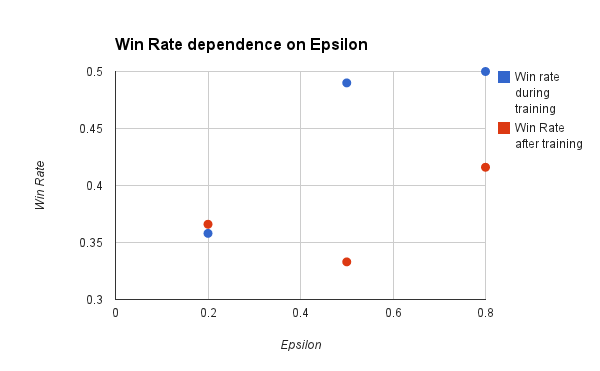 Win Rate dependence on Epsilon
0.5
0.45
0.4
0.35
0.3
Win Rate
0
0.2
0.4
0.6
0.8
Epsilon
Win rate
during
training
Win Rate
after training